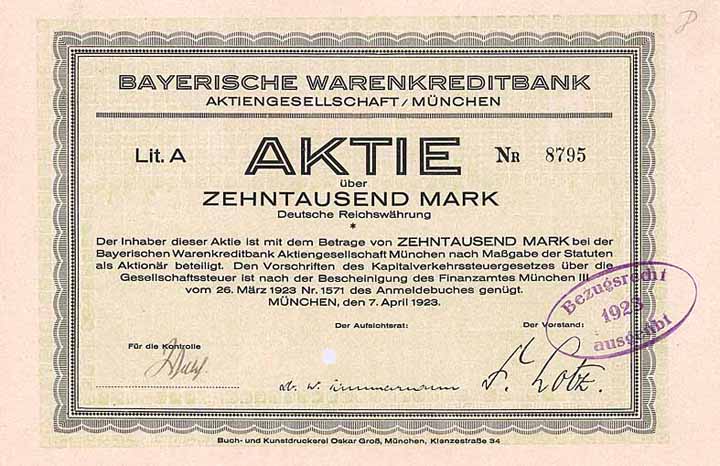 BAYERISCHE WARENKREDITBANK
AKTIENGESELLSCHAFT/MÜNCHEN
Lit. A AKTIE NR 8795
über
ZEHNTAUSEND MARK
Deutsche Reichswährung
*
Der Inhaber dieser Aktie ist mit dem Betrage von ZEHNTAUSEND MARK bei der
Bayerischen Warenkreditbank Aktiengesellschaft München nach Maßgabe der Statuten
als Aktionär beteiligt. Den Vorschriften des Kapitalverkehrssteuergesetzes über die
Gesellschaftssteuer ist nach der Bescheinigung des Finanzamtes München III
vom 26. März 1923 Nr. 1571 des Anmeldebuches genügt.
MÜNCHEN, den 7. April 1923.
Bezugsrecht
1923
ausgeübt
Der Aufsichtsrat: Der Vorstand:
Für die Kontrolle
Buch- und Kunstdruckerei Oskar Groß, München, Klenzestraße 34